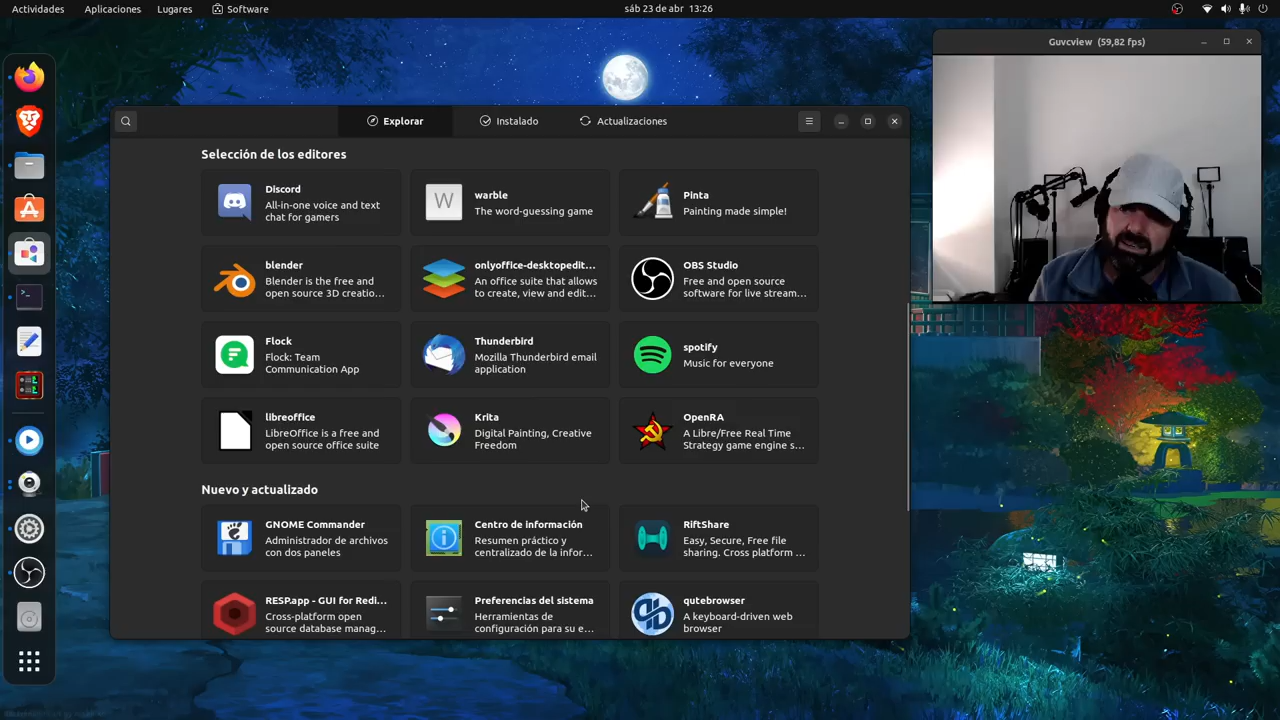 Actividades Aplicaciones Lugares Software sáb 23 de abr 13:26
Guvcview (59,82 fps)
Explorar Instalado Actualizaciones
Selección de los editores
Discord
All-in-one voice and text
chat for gamers
warble
The word-guessing game
Pinta
Painting made simple!
blender
Blender is the free and
open source 3D creatio...
onlyoffice-desktopedit...
An office suite that allows
to create, view and edit...
OBS Studio
Free and open source
software for live stream...
Flock
Flock: Team
Communication App
Thunderbird
Mozilla Thunderbird email
application
spotify
Music for everyone
libreoffice
LibreOffice is a free and
open source office suite
Krita
Digital Painting, Creative
Freedom
OpenRA
A Libre/Free Real Time
Strategy game engine s...
Nuevo y actualizado
GNOME Commander
Administrador de archivos
con dos paneles
Centro de información
Resumen práctico y
centralizado de la infor...
RiftShare
Easy, Secure, Free file
sharing. Cross platform ...
RESP.app - GUI for Redi...
Cross-platform open
source database manag...
Preferencias del sistema
Herramientas de
configuración para su e...
qutebrowser
A keyboard-driven web
browser